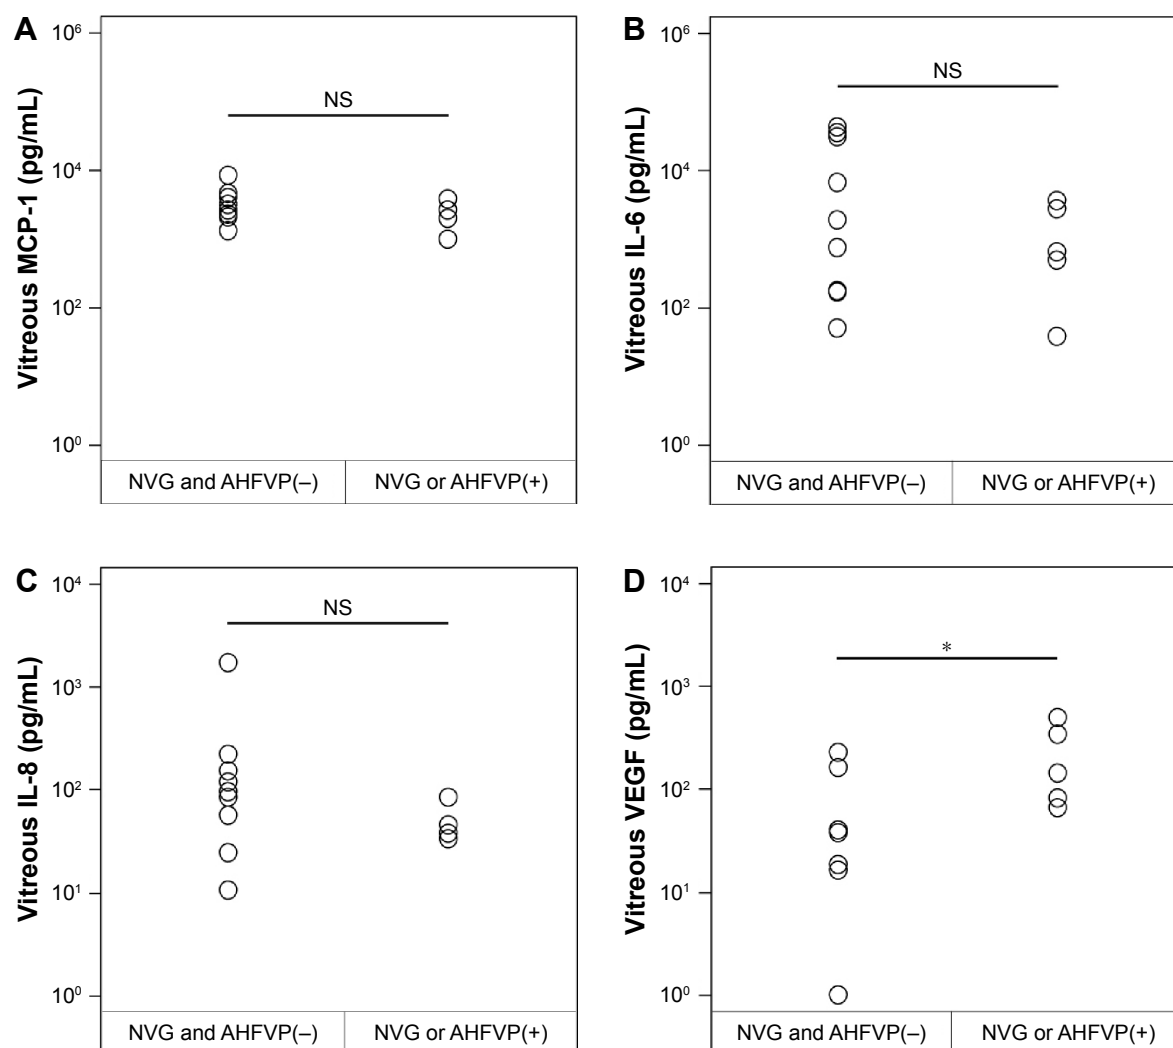 A
Vitreous MCP-1 (pg/mL)
10⁶
10⁴
10²
10⁰
NS
NVG and AHFVP(–)
NVG or AHFVP(+)
B
Vitreous IL-6 (pg/mL)
10⁶
10⁴
10²
10⁰
NS
NVG and AHFVP(–)
NVG or AHFVP(+)
C
Vitreous IL-8 (pg/mL)
10⁴
10³
10²
10¹
10⁰
NS
NVG and AHFVP(–)
NVG or AHFVP(+)
D
Vitreous VEGF (pg/mL)
10⁴
10³
10²
10¹
10⁰
*
NVG and AHFVP(–)
NVG or AHFVP(+)